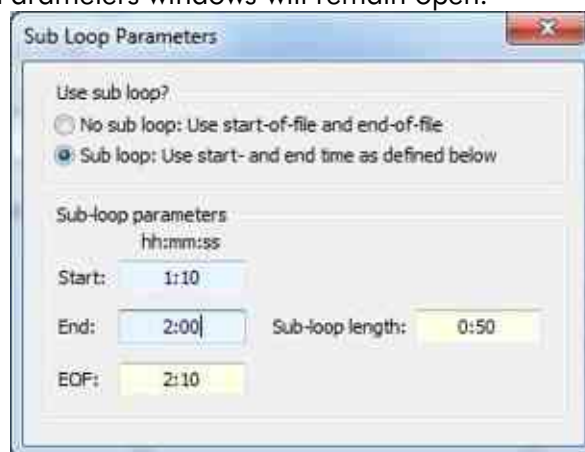 Parameters windows will remain open.
Sub Loop Parameters
Use sub loop?
No sub loop: Use start-of-file and end-of-file
Sub loop: Use start- and end time as defined below
Sub-loop parameters
hh:mm:ss
Start: 1:10
End: 2:00 Sub-loop length: 0:50
EOF: 2:10